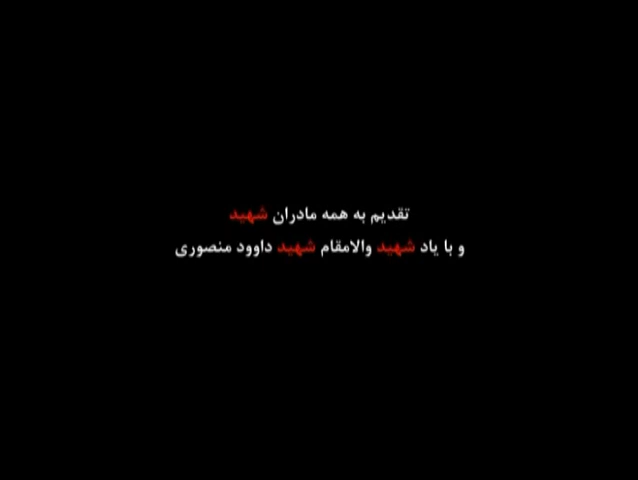 تقدیم به همه مادران شهید
و با یاد شهید والامقام شهید داوود منصوری